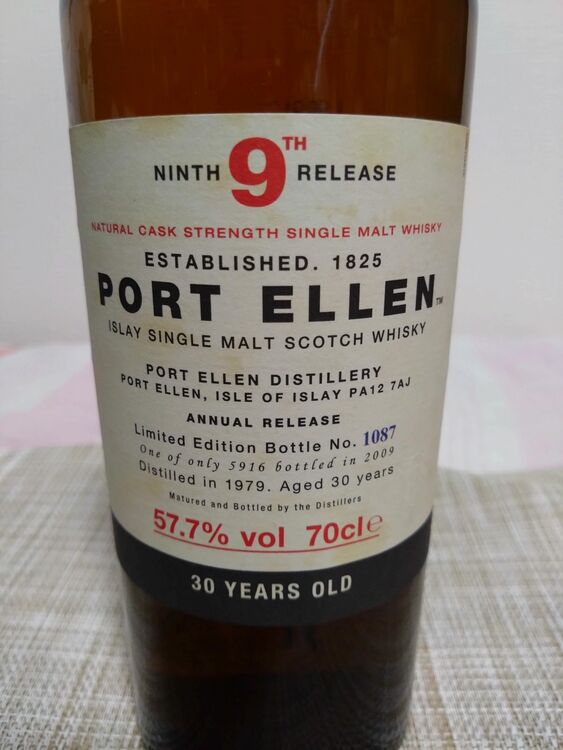 NINTH 9TH RELEASE
NATURAL CASK STRENGTH SINGLE MALT WHISKY
ESTABLISHED. 1825
PORT ELLEN™
ISLAY SINGLE MALT SCOTCH WHISKY
PORT ELLEN DISTILLERY
PORT ELLEN, ISLE OF ISLAY PA12 7AJ
ANNUAL RELEASE
Limited Edition Bottle No. 1087
One of only 5916 bottled in 2009
Distilled in 1979. Aged 30 years
Matured and Bottled by the Distillers
57.7% vol 70cl℮
30 YEARS OLD